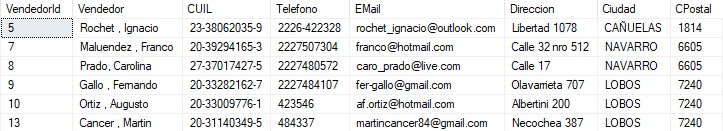 VendedorId Vendedor CUIL Telefono EMail Direccion Ciudad CPostal
5 Rochet , Ignacio 23-38062035-9 2226-422328 rochet_ignacio@outlook.com Libertad 1078 CAÑUELAS 1814
7 Maluendez , Franco 20-39294165-3 2227507304 franco@hotmail.com Calle 32 nro 512 NAVARRO 6605
8 Prado, Carolina 27-37017427-5 2227480572 caro_prado@live.com Calle 17 NAVARRO 6605
9 Gallo , Fernando 20-33282162-7 2227484107 fer-gallo@gmail.com Olavarrieta 707 LOBOS 7240
10 Ortiz , Augusto 20-33009776-1 423546 af.ortiz@hotmail.com Albertini 200 LOBOS 7240
13 Cancer , Martin 20-31140349-5 484337 martincancer84@gmail.com Necochea 387 LOBOS 7240